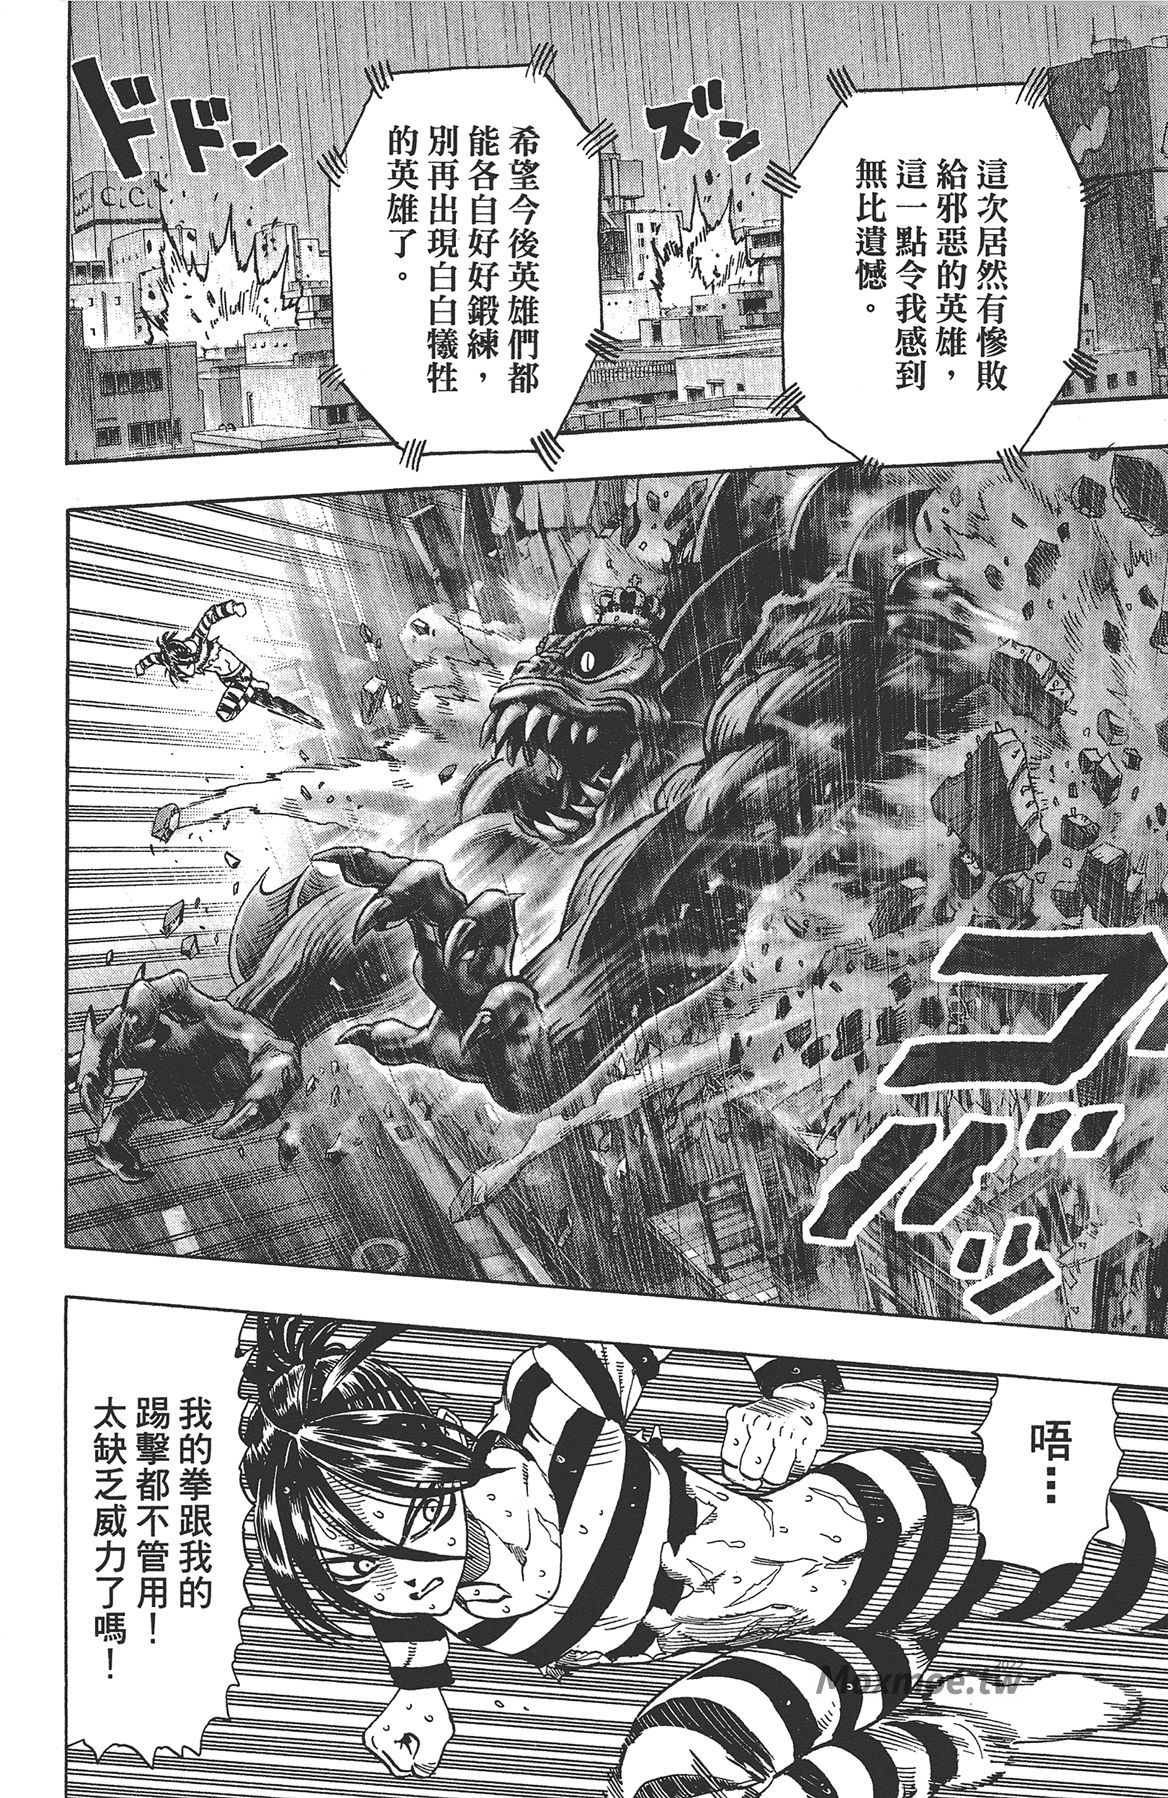 這次居然有慘敗
給邪惡的英雄，
這一點令我感到
無比遺憾。
ズン
希望今後英雄們都
能各自好好鍛練，
別再出現白白犧牲
的英雄了。
ドドドン
C.C.
ゴバッ
唔…
我的拳跟我的
踢擊都不管用！
太缺乏威力了嗎！
Moxmoe.tw